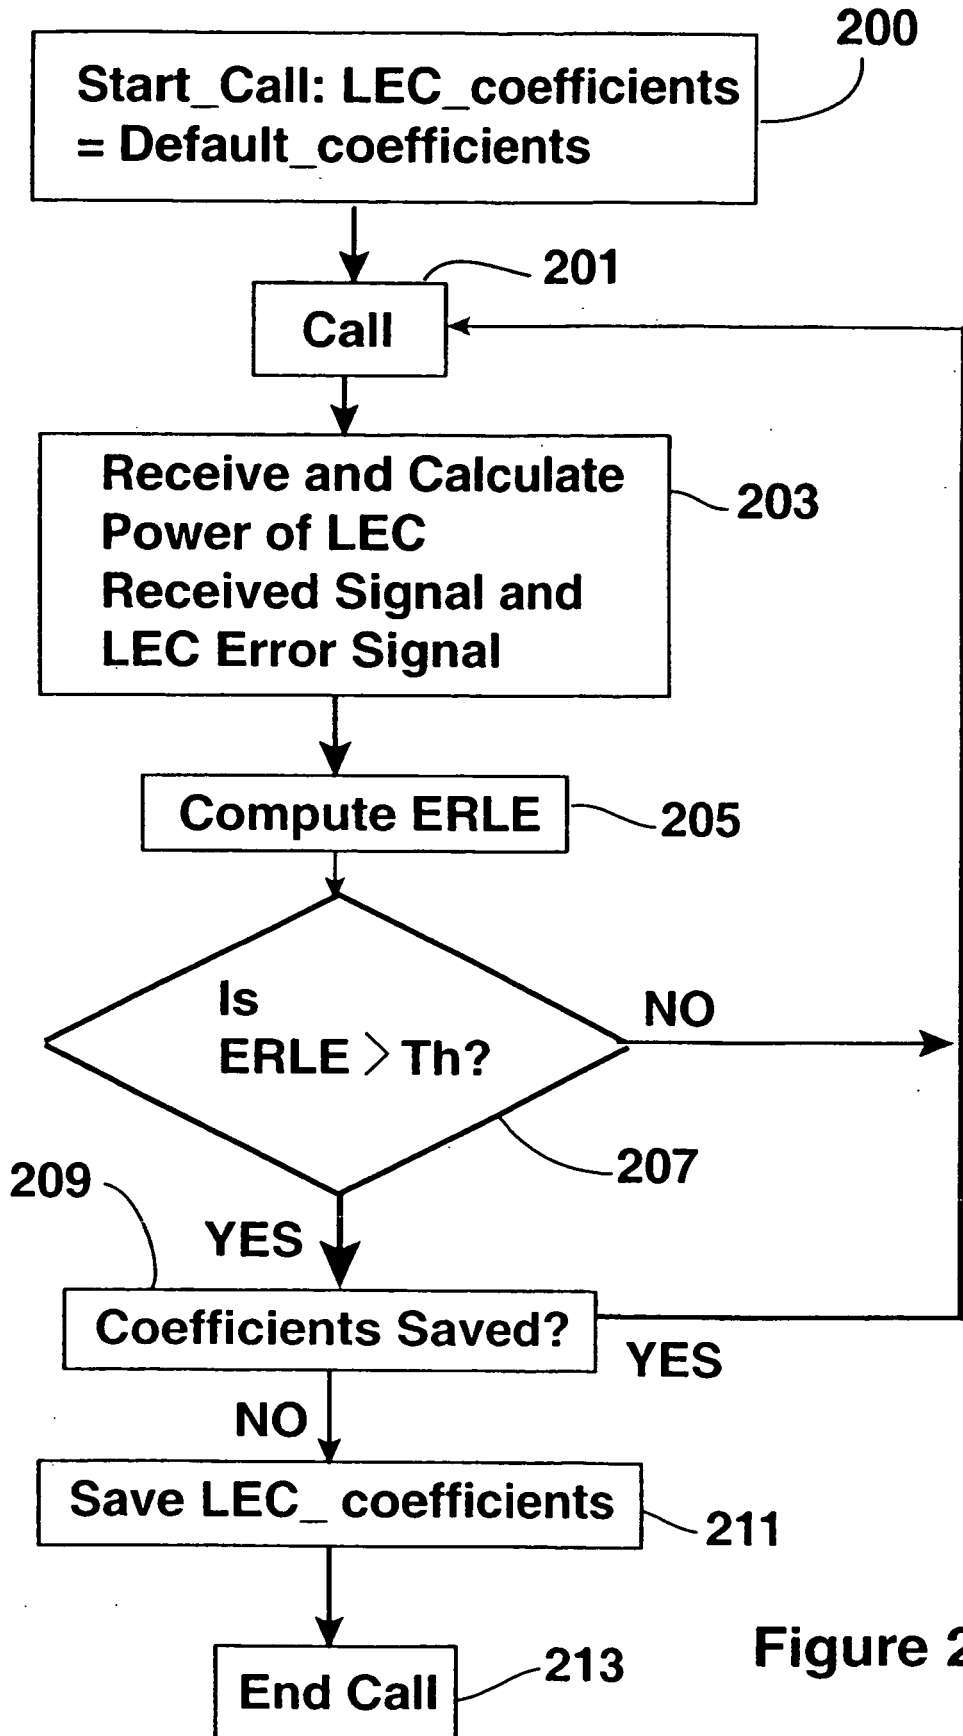 200
Start_Call: LEC_coefficients
= Default_coefficients
201
Call
Receive and Calculate
Power of LEC
Received Signal and
LEC Error Signal
203
Compute ERLE
205
Is
ERLE > Th?
NO
207
209
YES
Coefficients Saved?
YES
NO
Save LEC_ coefficients
211
End Call
213
Figure 2